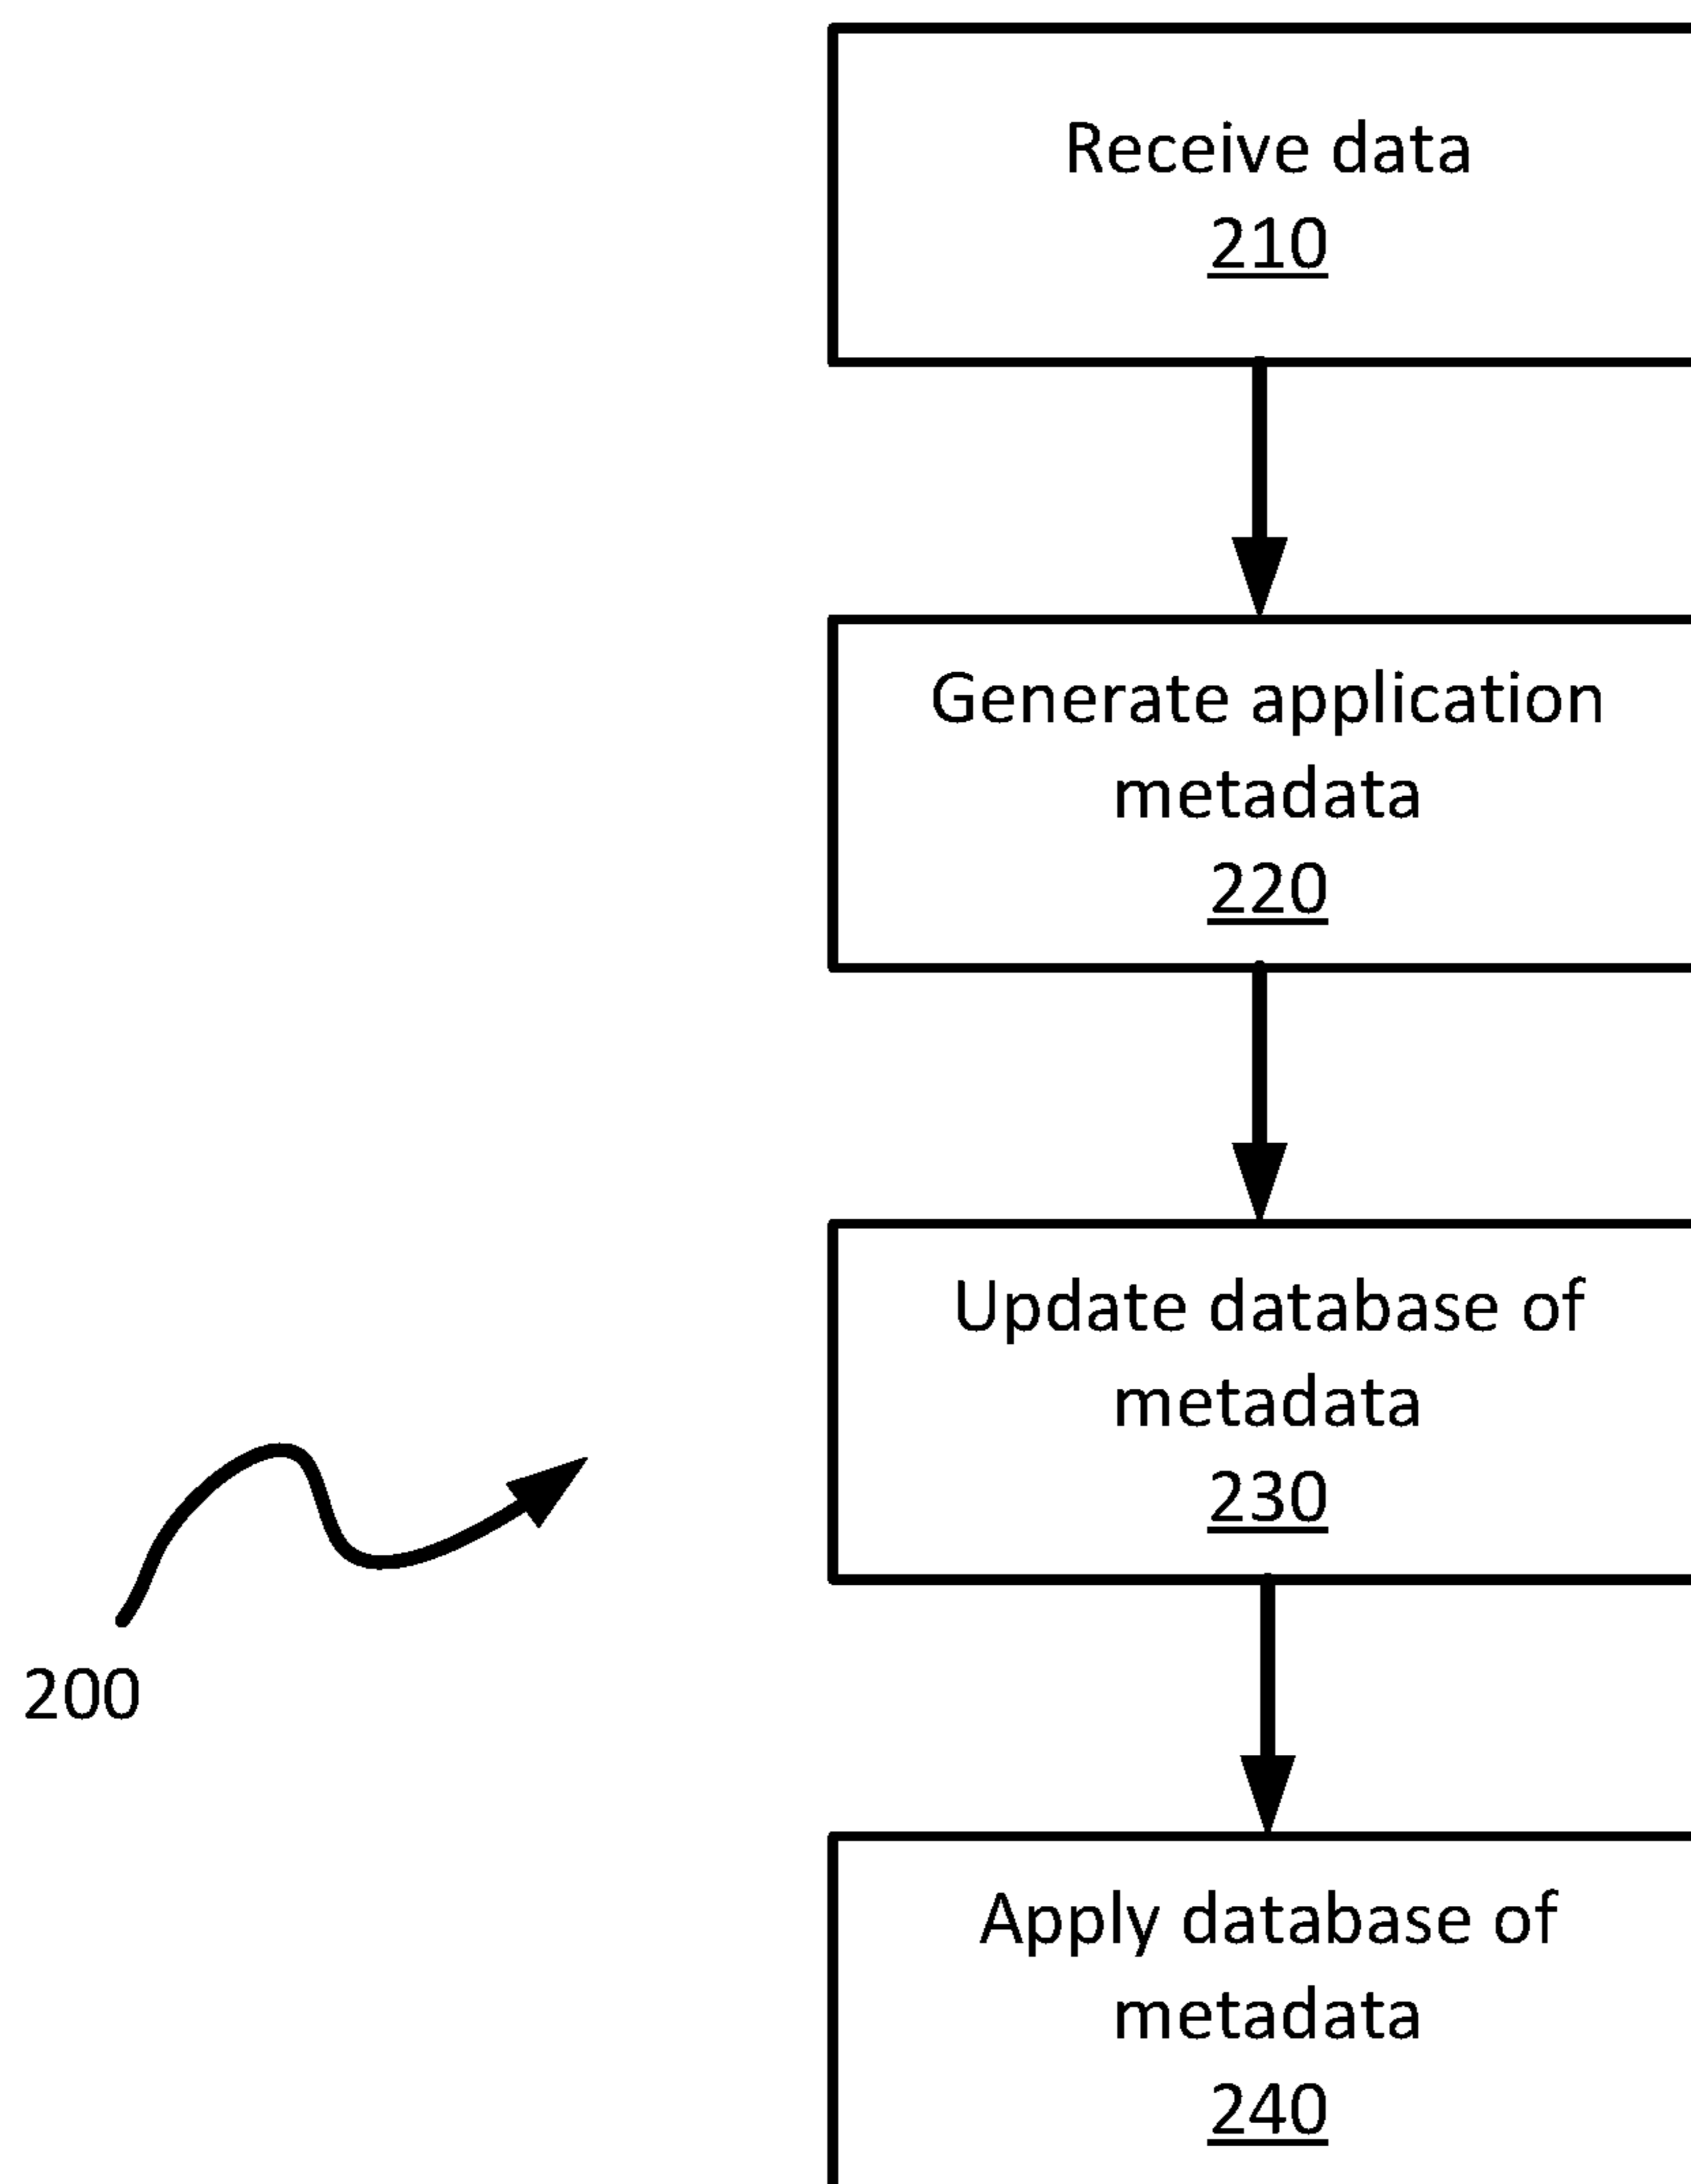 Receive data
210
Generate application
metadata
220
Update database of
metadata
230
200
Apply database of
metadata
240